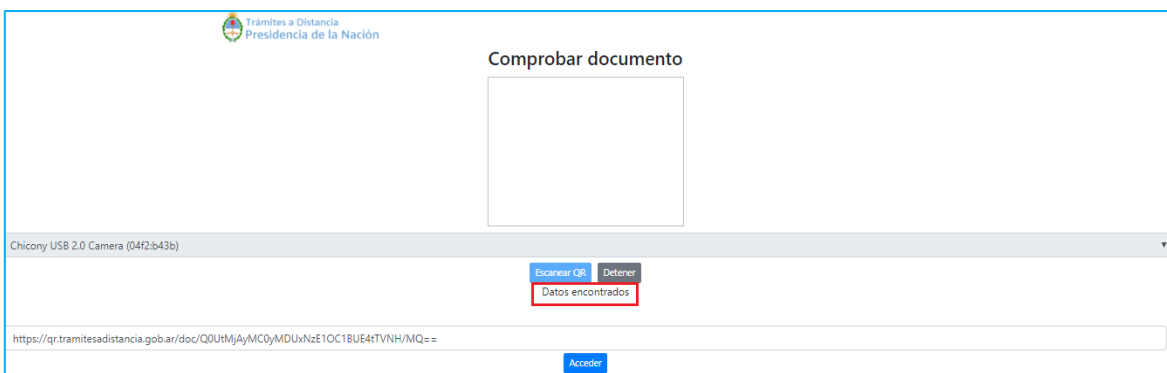 Trámites a Distancia
Presidencia de la Nación
Comprobar documento
Chicony USB 2.0 Camera (04f2:b43b)
Escanear QR Detener
Datos encontrados
https://qr.tramitesadistancia.gob.ar/doc/Q0UtMjAyMC0yMDUxNzE1OC1BUE4tTVNH/MQ==
Acceder